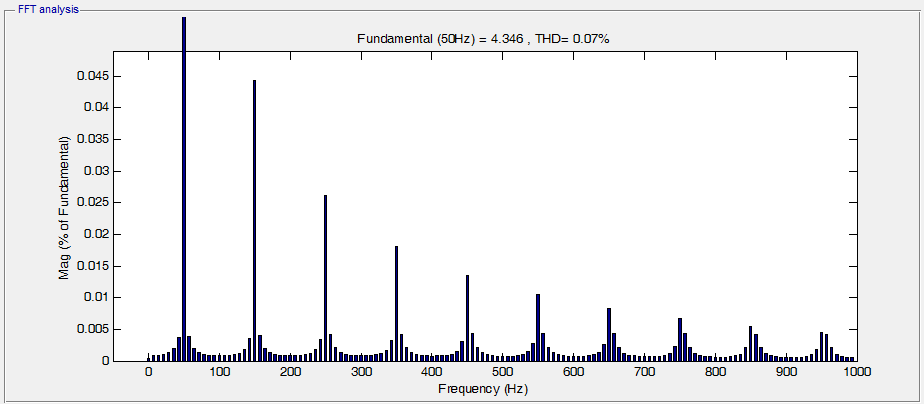 FFT analysis
Fundamental (50Hz) = 4.346 , THD= 0.07%
0.045
0.04
0.035
0.03
0.025
0.02
0.015
0.01
0.005
0
Mag (% of Fundamental)
0 100 200 300 400 500 600 700 800 900 1000
Frequency (Hz)